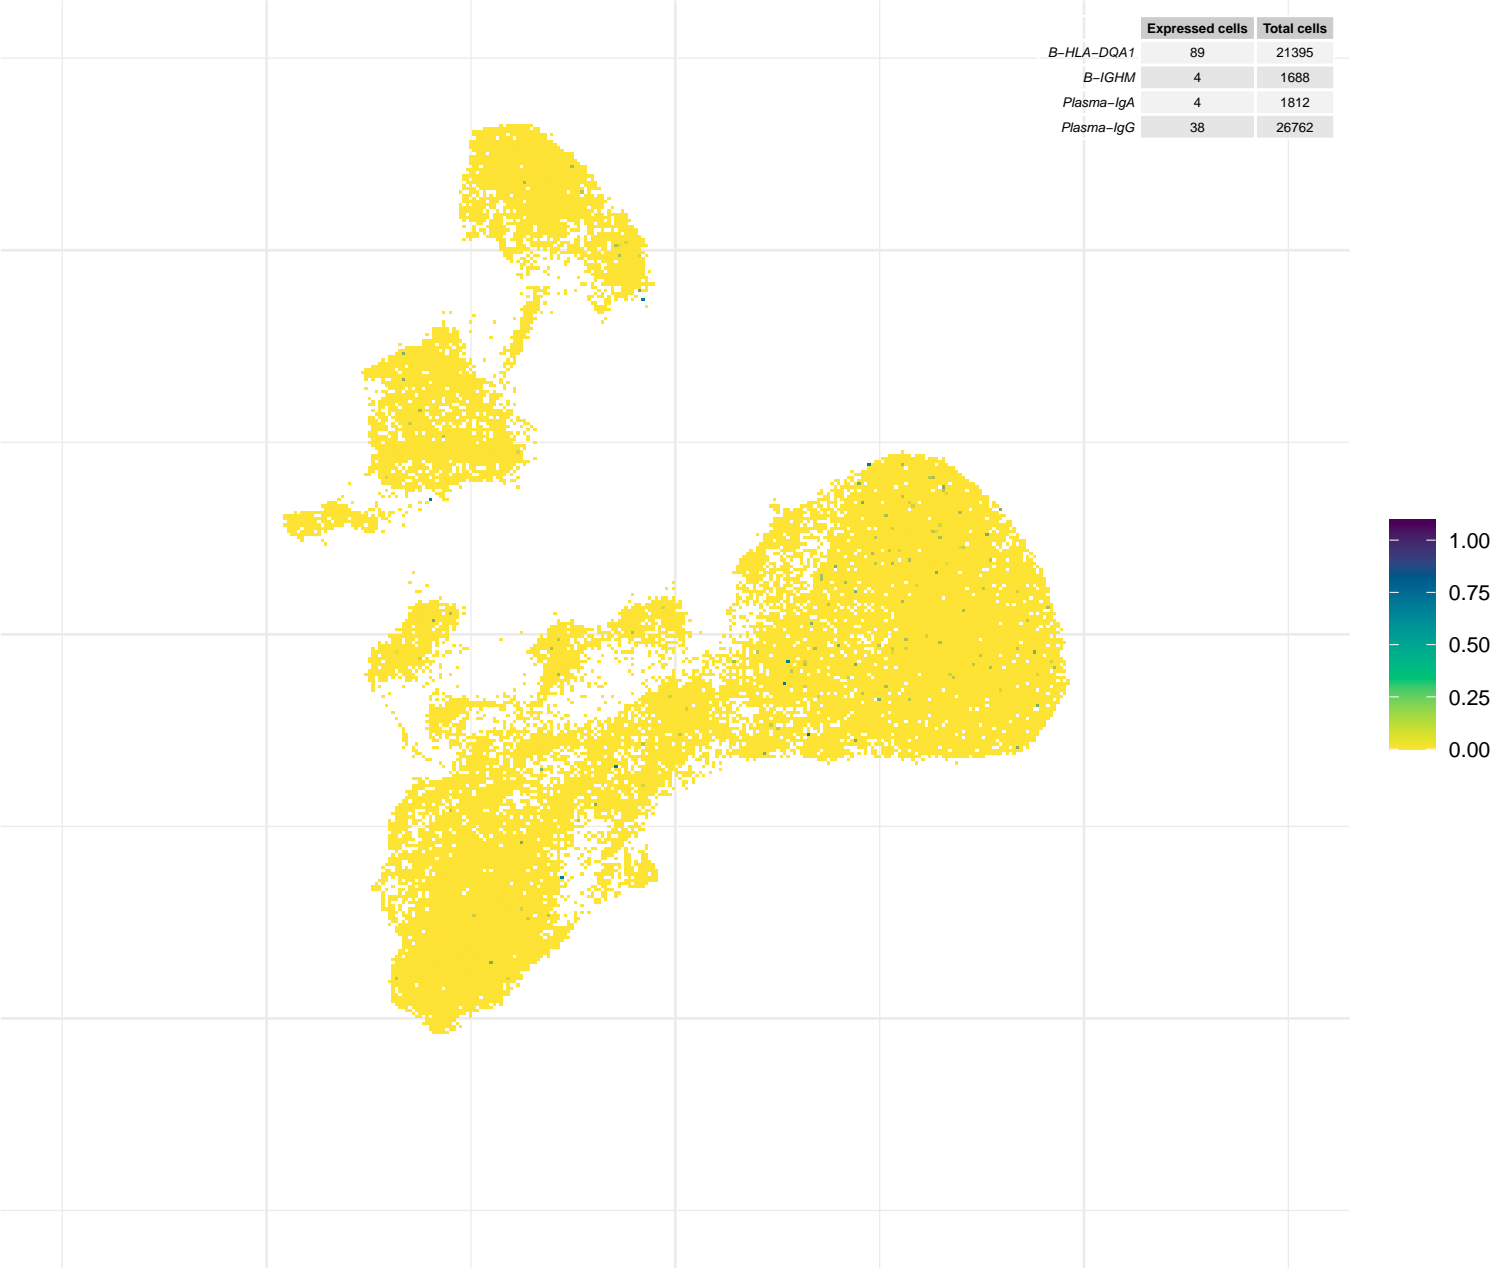 Expressed cells Total cells
B−HLA−DQA1 89 21395
B−IGHM 4 1688
Plasma−IgA 4 1812
Plasma−IgG 38 26762
1.00
0.75
0.50
0.25
0.00